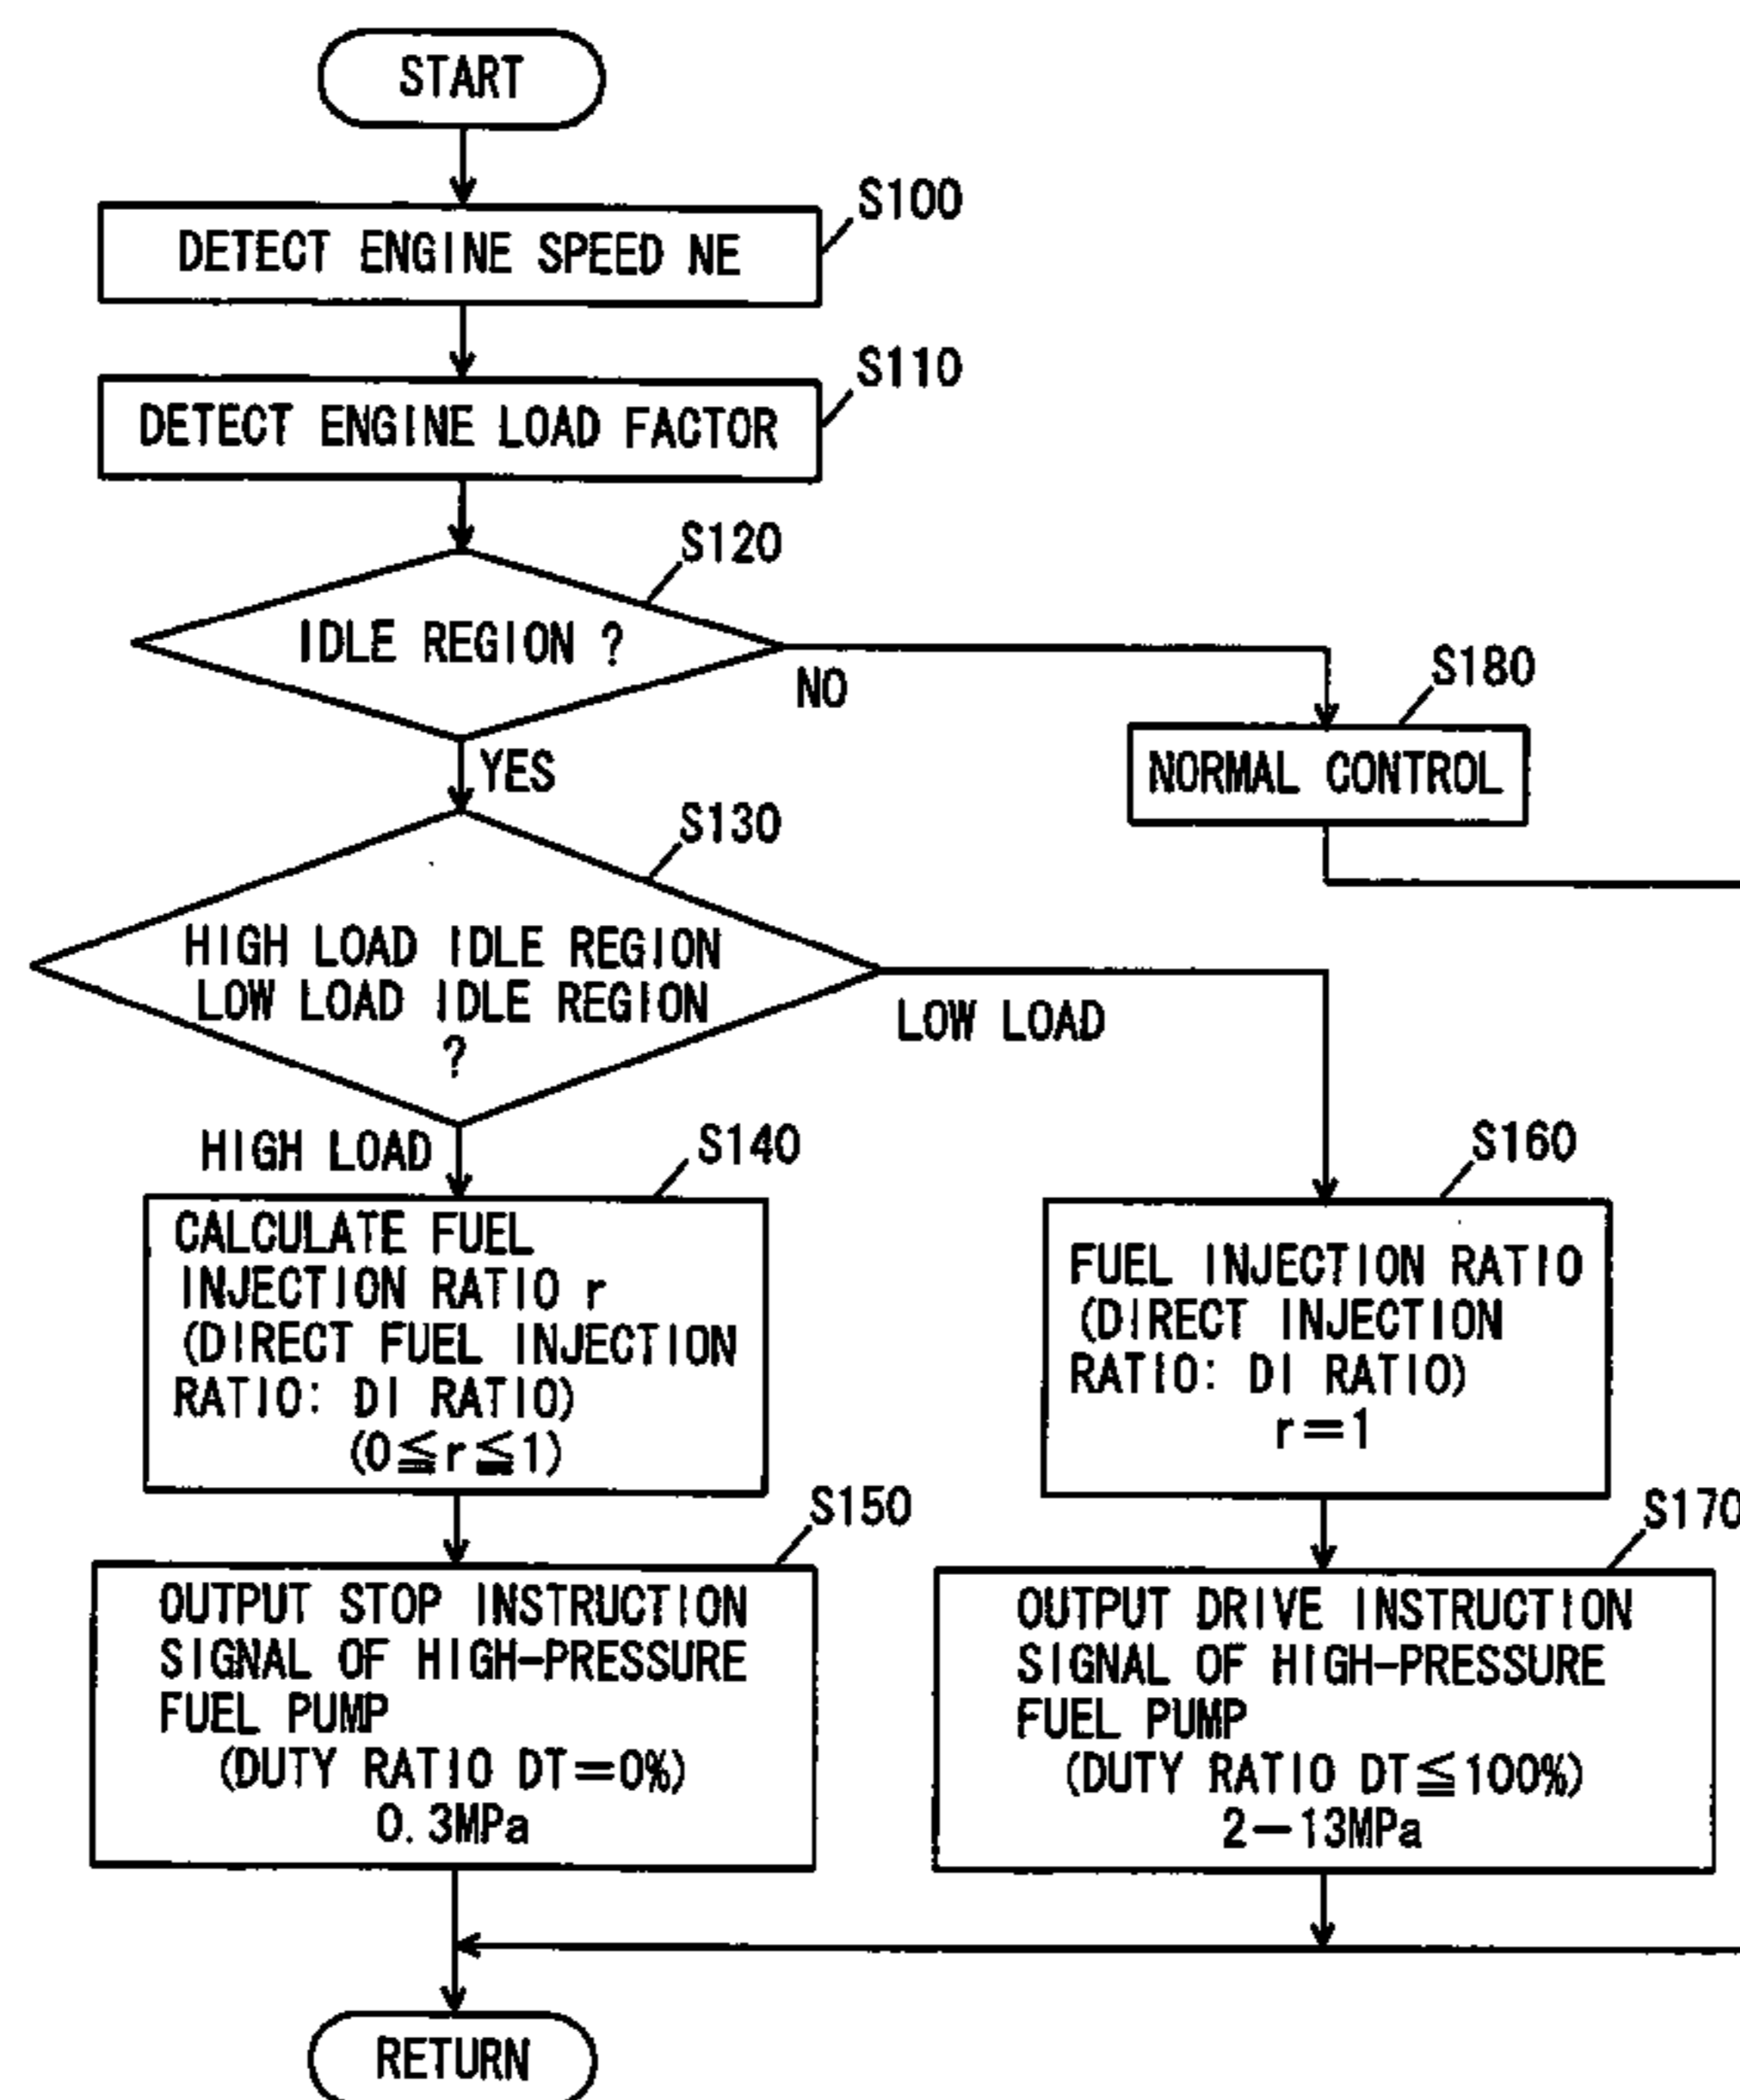 START
S100
DETECT ENGINE SPEED NE
S110
DETECT ENGINE LOAD FACTOR
S120
IDLE REGION ?
NO
YES
S180
NORMAL CONTROL
S130
HIGH LOAD IDLE REGION
LOW LOAD IDLE REGION
?
LOW LOAD
HIGH LOAD
S140
CALCULATE FUEL
INJECTION RATIO r
(DIRECT FUEL INJECTION
RATIO: DI RATIO)
(0≦r≦1)
S160
FUEL INJECTION RATIO
(DIRECT INJECTION
RATIO: DI RATIO)
r=1
S150
OUTPUT STOP INSTRUCTION
SIGNAL OF HIGH-PRESSURE
FUEL PUMP
(DUTY RATIO DT=0%)
0.3MPa
S170
OUTPUT DRIVE INSTRUCTION
SIGNAL OF HIGH-PRESSURE
FUEL PUMP
(DUTY RATIO DT≦100%)
2-13MPa
RETURN